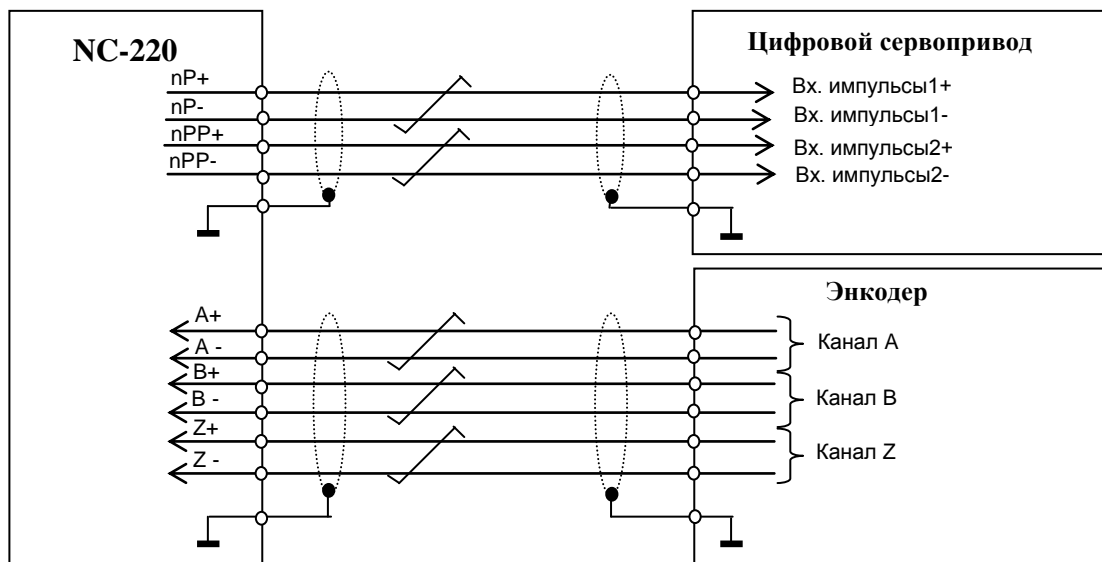 NC-220
nP+
nP-
nPP+
nPP-
Цифровой сервопривод
Вх. импульсы1+
Вх. импульсы1-
Вх. импульсы2+
Вх. импульсы2-
A+
A -
B+
B -
Z+
Z -
Энкодер
Канал A
Канал B
Канал Z